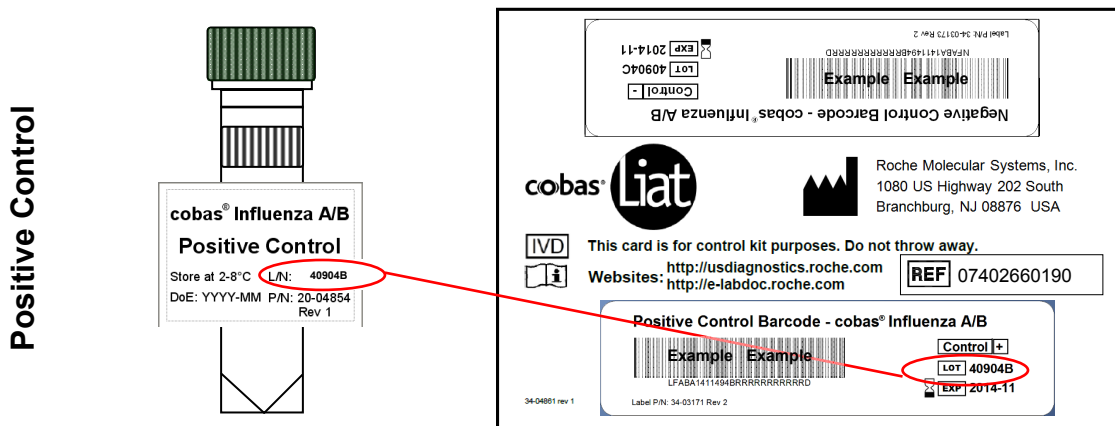 Positive Control
cobas® Influenza A/B
Positive Control
Store at 2-8°C L/N: 40904B
DoE: YYYY-MM P/N: 20-04854
Rev 1
Negative Control Barcode - cobas® Influenza A/B
Example Example
NFABA1411494BRRRRRRRRRRRRD
Control -
LOT 40904C
EXP 2014-11
Label P/N: 34-03173 Rev 2
cobas® Liat
Roche Molecular Systems, Inc.
1080 US Highway 202 South
Branchburg, NJ 08876 USA
IVD This card is for control kit purposes. Do not throw away.
i Websites: http://usdiagnostics.roche.com
http://e-labdoc.roche.com
REF 07402660190
Positive Control Barcode - cobas® Influenza A/B
Example Example
LFABA1411494BRRRRRRRRRRRRD
Control +
LOT 40904B
EXP 2014-11
34-04861 rev 1
Label P/N: 34-03171 Rev 2